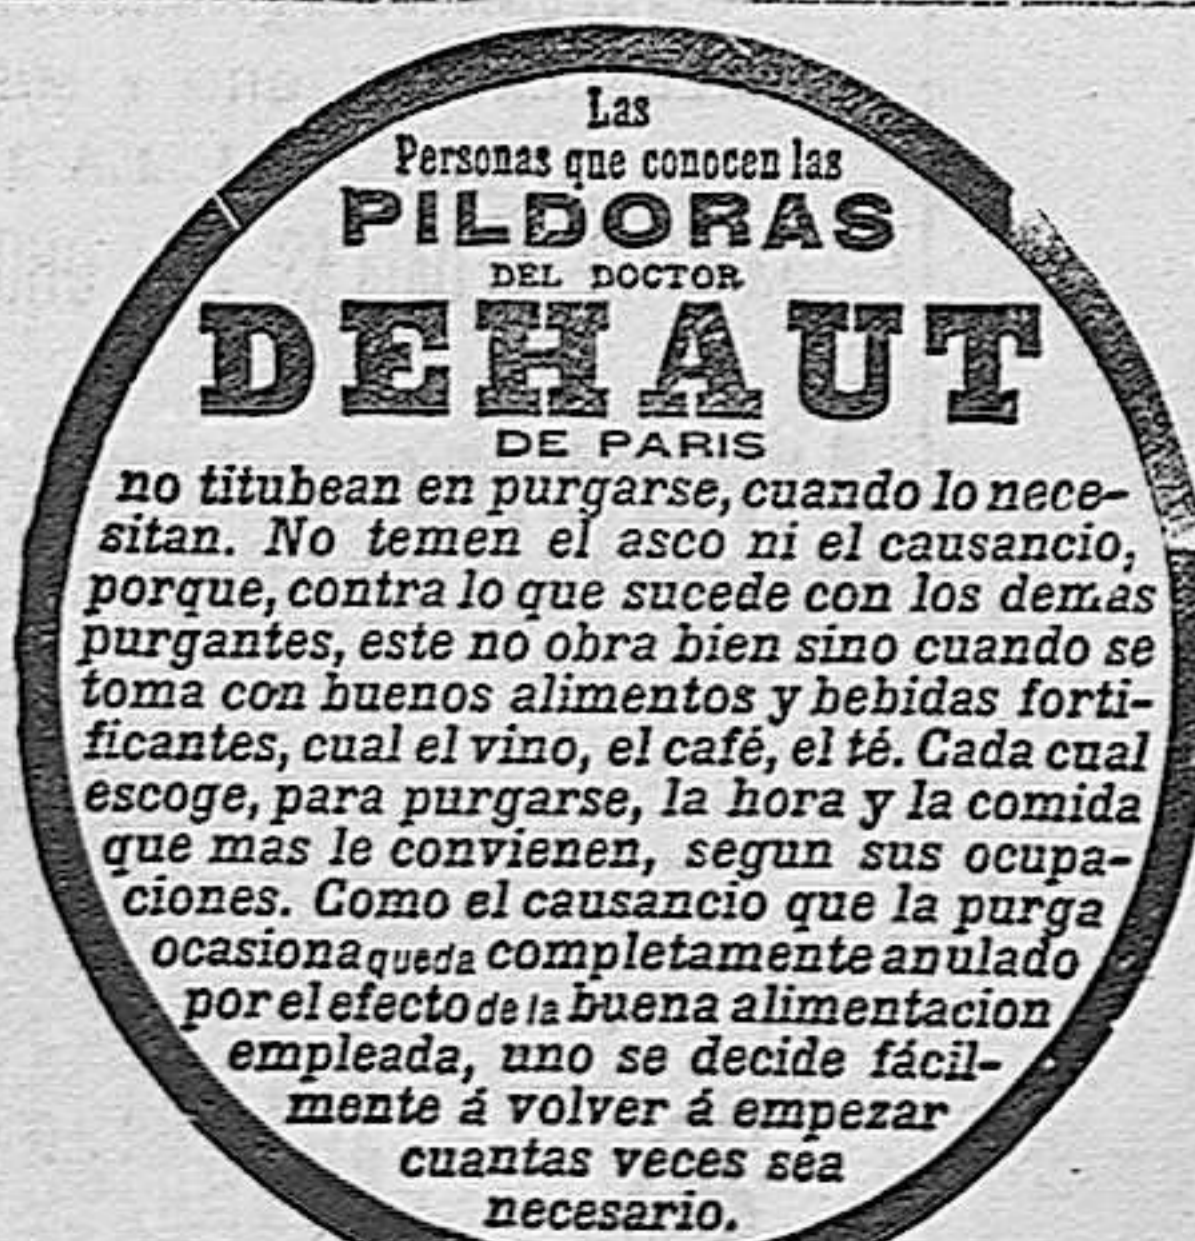 Las
Personas que conocen las
PILDORAS
DEL DOCTOR
DEHAUT
DE PARIS
no titubean en purgarse, cuando lo nece-
sitan. No temen el asco ni el causancio,
porque, contra lo que sucede con los demas
purgantes, este no obra bien sino cuando se
toma con buenos alimentos y bebidas forti-
ficantes, cual el vino, el café, el té. Cada cual
escoge, para purgarse, la hora y la comida
que mas le convienen, segun sus ocupa-
ciones. Como el causancio que la purga
ocasiona queda completamente anulado
por el efecto de la buena alimentacion
empleada, uno se decide fácil-
mente á volver á empezar
cuantas veces sea
necesario.